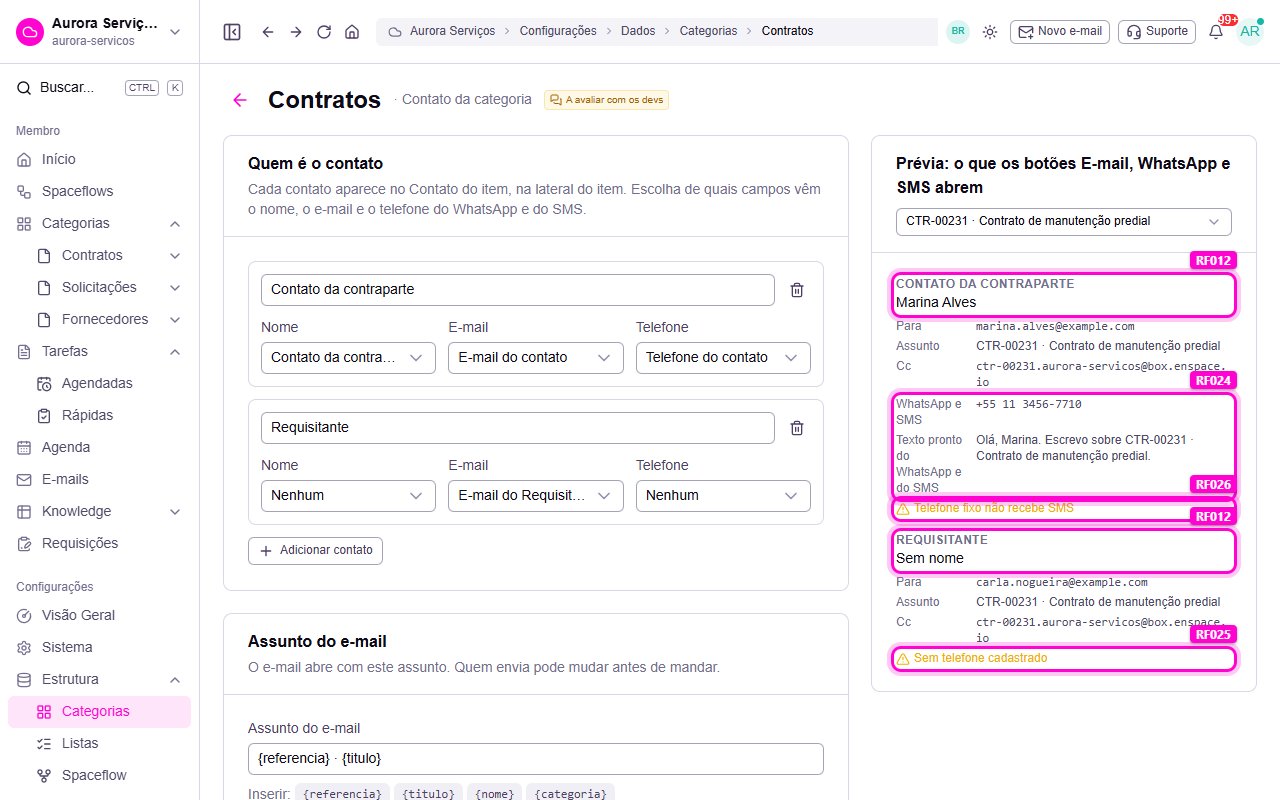 Aurora Serviç...
aurora-servicos
Aurora Serviços
Configurações
Dados
Categorias
Contratos
BR
Novo e-mail
Suporte
99+
AR
Buscar...
CTRL
K
Membro
Início
Spaceflows
Categorias
Contratos
Solicitações
Fornecedores
Tarefas
Agendadas
Rápidas
Agenda
E-mails
Knowledge
Requisições
Configurações
Visão Geral
Sistema
Estrutura
Categorias
Listas
Spaceflow
Contratos
· Contato da categoria
A avaliar com os devs
Quem é o contato
Cada contato aparece no Contato do item, na lateral do item. Escolha de quais campos vêm
o nome, o e-mail e o telefone do WhatsApp e do SMS.
Contato da contraparte
Nome
E-mail
Telefone
Contato da contra...
E-mail do contato
Telefone do contato
Requisitante
Nome
E-mail
Telefone
Nenhum
E-mail do Requisit...
Nenhum
Adicionar contato
Assunto do e-mail
O e-mail abre com este assunto. Quem envia pode mudar antes de mandar.
Assunto do e-mail
{referencia} · {titulo}
Inserir: {referencia} {titulo} {nome} {categoria}
Prévia: o que os botões E-mail, WhatsApp e
SMS abrem
CTR-00231 · Contrato de manutenção predial
RF012
CONTATO DA CONTRAPARTE
Marina Alves
Para marina.alves@example.com
Assunto CTR-00231 · Contrato de manutenção predial
Cc ctr-00231.aurora-servicos@box.enspace.
io
RF024
WhatsApp e +55 11 3456-7710
SMS
Texto pronto Olá, Marina. Escrevo sobre CTR-00231 ·
do Contrato de manutenção predial.
WhatsApp e
do SMS
RF026
Telefone fixo não recebe SMS
RF012
REQUISITANTE
Sem nome
Para carla.nogueira@example.com
Assunto CTR-00231 · Contrato de manutenção predial
Cc ctr-00231.aurora-servicos@box.enspace.
io
RF025
Sem telefone cadastrado